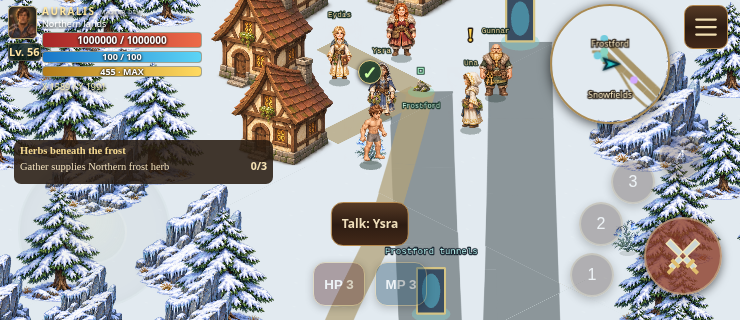 AURALIS
Northern lands
1000000 / 1000000
Lv. 56
100 / 100
455 · MAX
Herbs beneath the frost
Gather supplies Northern frost herb
0/3
Eydis
Ysra
!
Gunnar
Una
Frostford
Frostford
Snowfields
Talk: Ysra
Frostford tunnels
HP 3
MP 3
4
3
2
1